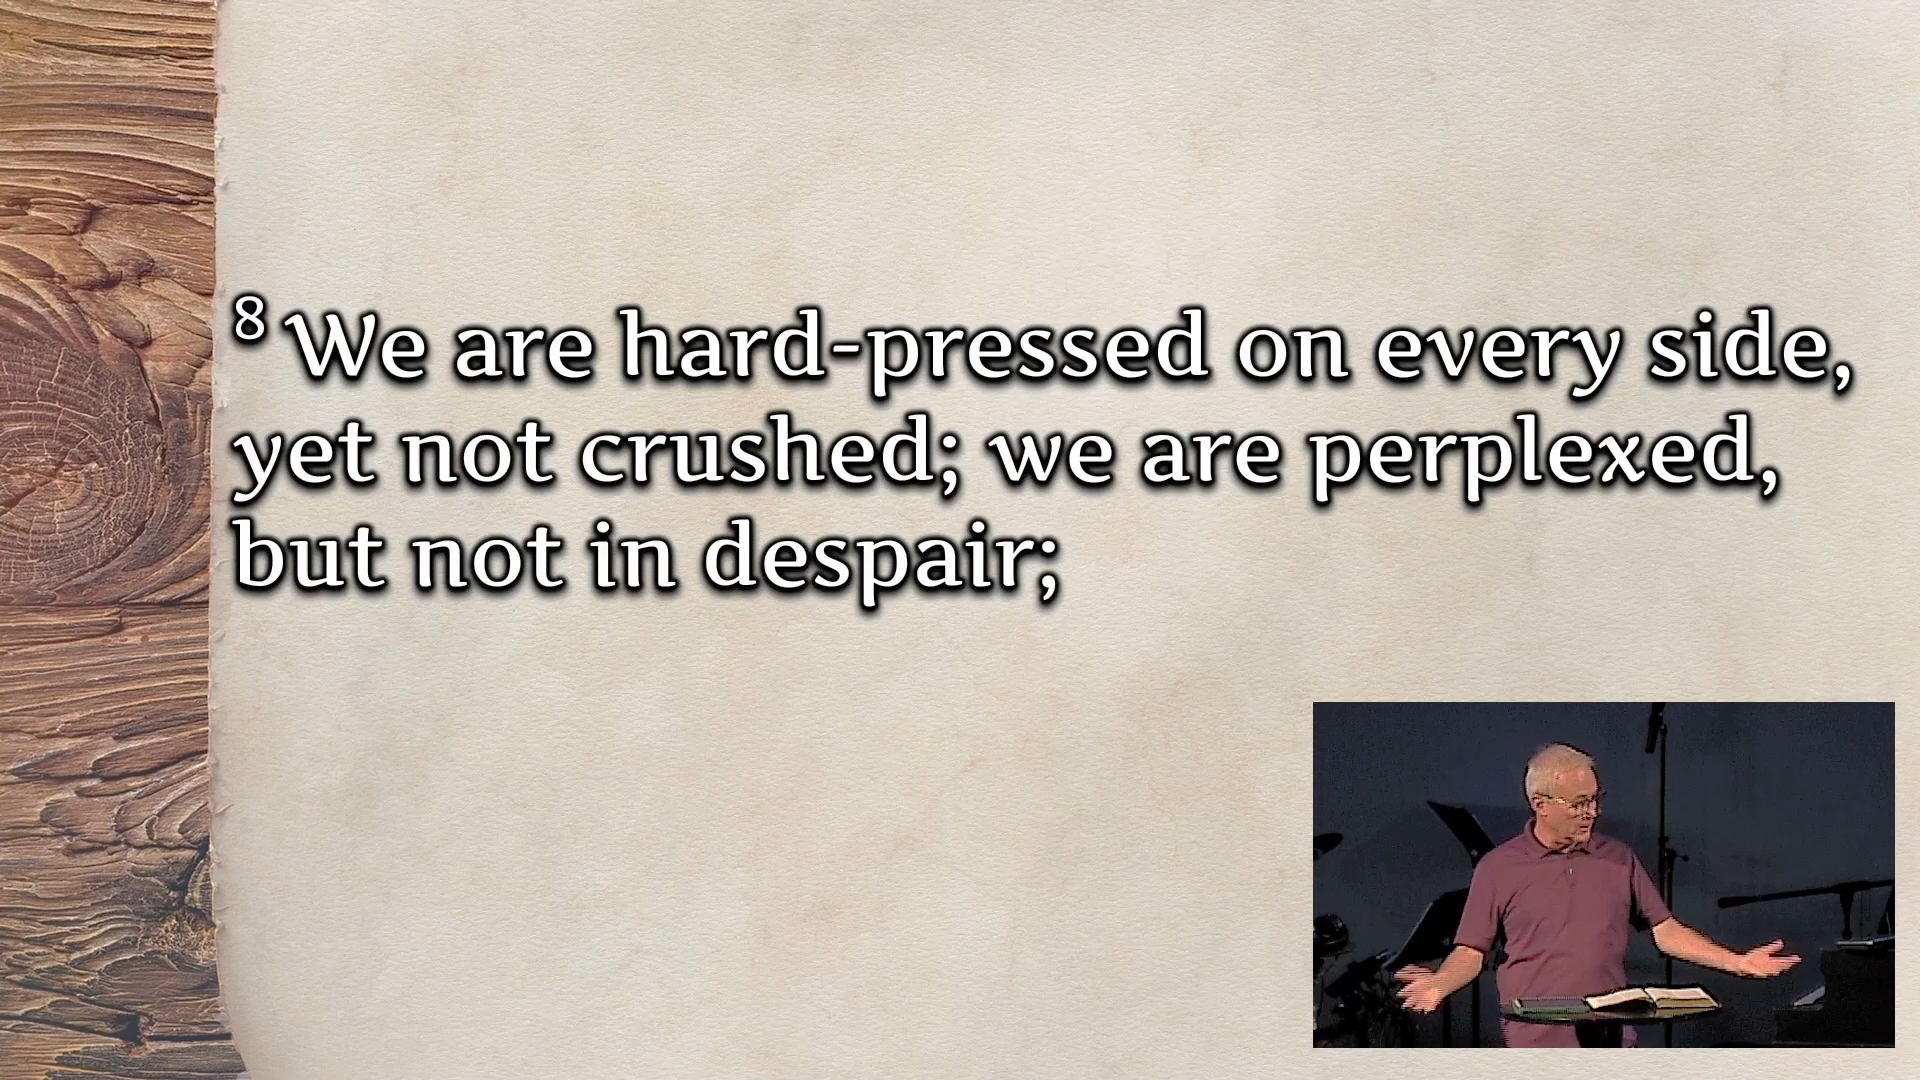 8 We are hard-pressed on every side,
yet not crushed; we are perplexed,
but not in despair;